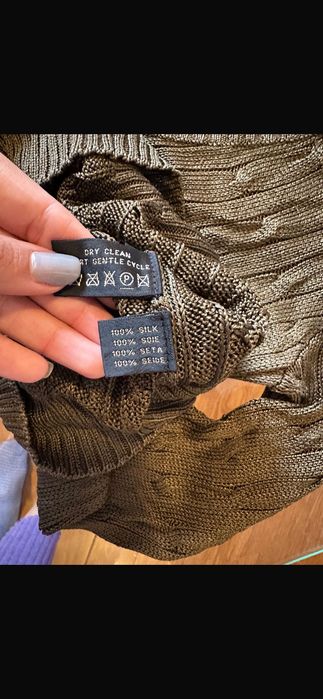 DRY CLEAN
GENTLE CYCLE
P
100% SILK
100% SOIE
100% SETA
100% SEIDE